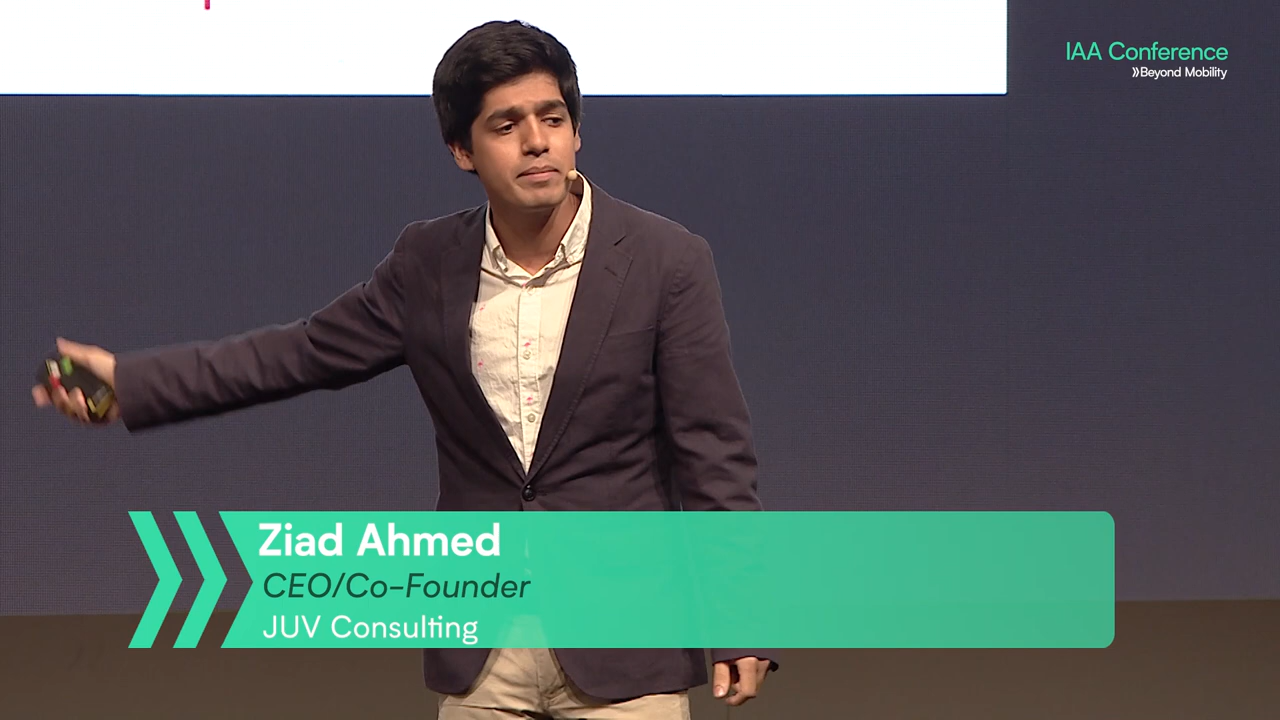 IAA Conference
Beyond Mobility
Ziad Ahmed
CEO/Co-Founder
JUV Consulting